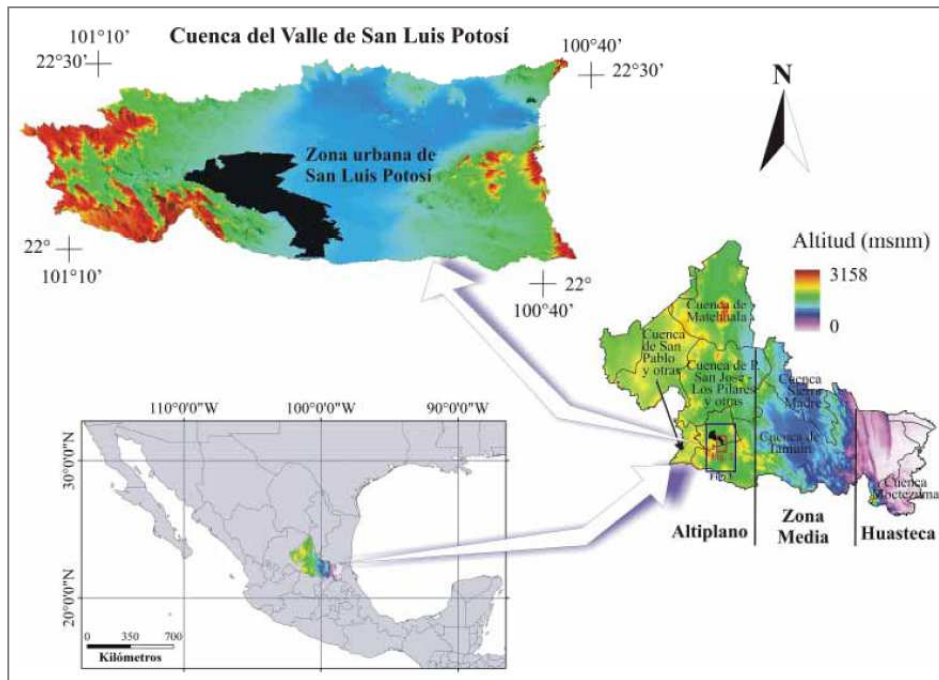 Cuenca del Valle de San Luis Potosí
101°10'
22°30'
100°40'
22°30'
N
Zona urbana de
San Luis Potosí
22°
101°10'
22°
100°40'
Altitud (msnm)
3158
0
Cuenca de
Matehuala
Cuenca
de San
Pablo
y otras
Cuenca de P.
San José -
Los Pilares
y otras
Cuenca
Sierra
Madre
Cuenca de
Tamuín
Cuenca
Moctezuma
Altiplano
Zona
Media
Huasteca
110°0'0"W
100°0'0"W
90°0'0"W
30°0'0"N
20°0'0"N
0
350
700
Kilómetros